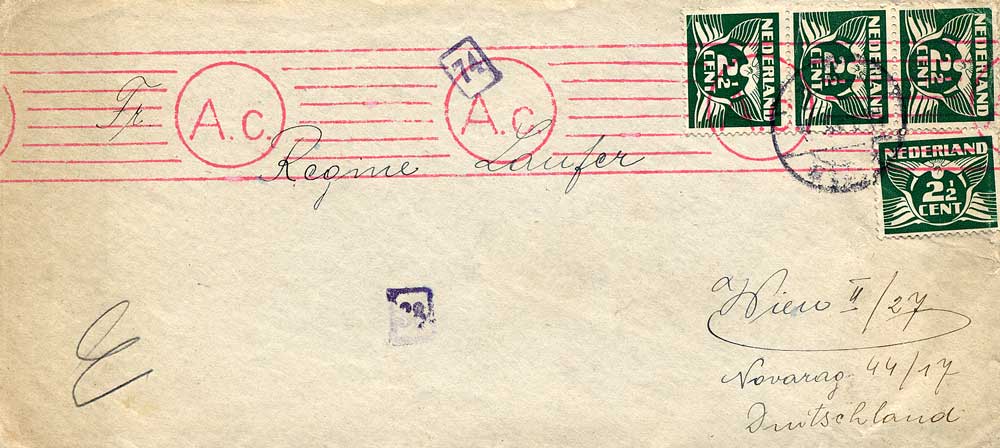 NEDERLAND 2½ CENT
NEDERLAND 2½ CENT
NEDERLAND 2½ CENT
NEDERLAND 2½ CENT
74
A.c.
A.c.
Fr.
Regine Laufer
Wien II/27
Novarag. 44/17
Duitschland